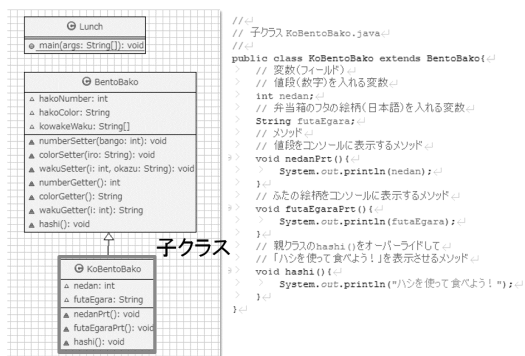 Lunch
main(args: String[]): void
BentoBako
hakoNumber: int
hakoColor: String
kowakeWaku: String[]
numberSetter(bango: int): void
colorSetter(iro: String): void
wakuSetter(i: int, okazu: String): void
numberGetter(): int
colorGetter(): String
wakuGetter(i: int): String
hashi(): void
子クラス
KoBentoBako
nedan: int
futaEgara: String
nedanPrt(): void
futaEgaraPrt(): void
hashi(): void
//
// 子クラス KoBentoBako.java
//
public class KoBentoBako extends BentoBako{
// 変数(フィールド)
// 値段(数字)を入れる変数
int nedan;
// 弁当箱のフタの絵柄(日本語)を入れる変数
String futaEgara;
// メソッド
// 値段をコンソールに表示するメソッド
void nedanPrt(){
System.out.println(nedan);
}
// ふたの絵柄をコンソールに表示するメソッド
void futaEgaraPrt(){
System.out.println(futaEgara);
}
// 親クラスのhashi()をオーバーライドして
// 「ハシを使って食べよう!」を表示させるメソッド
void hashi(){
System.out.println("ハシを使って食べよう!");
}
}